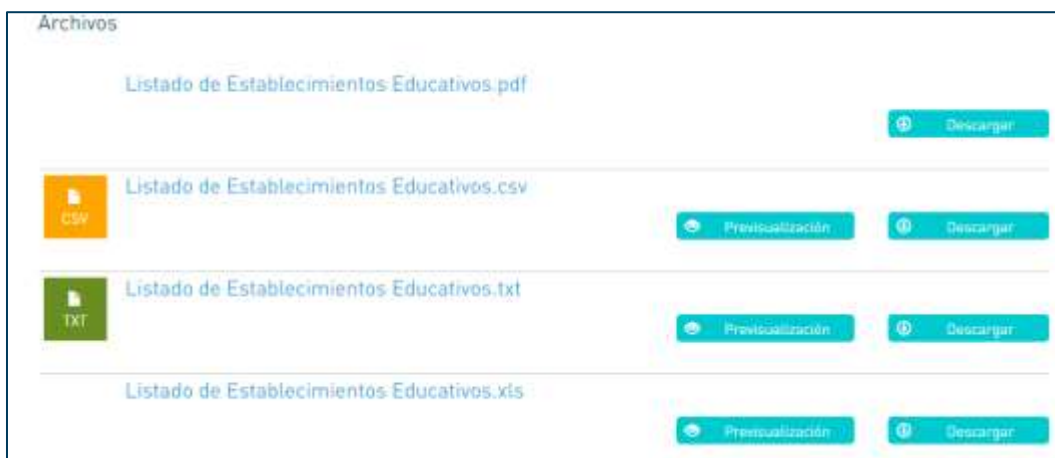 Archivos
Listado de Establecimientos Educativos.pdf
Descargar
Listado de Establecimientos Educativos.csv
CSV
Previsualización Descargar
Listado de Establecimientos Educativos.txt
TXT
Previsualización Descargar
Listado de Establecimientos Educativos.xls
Previsualización Descargar